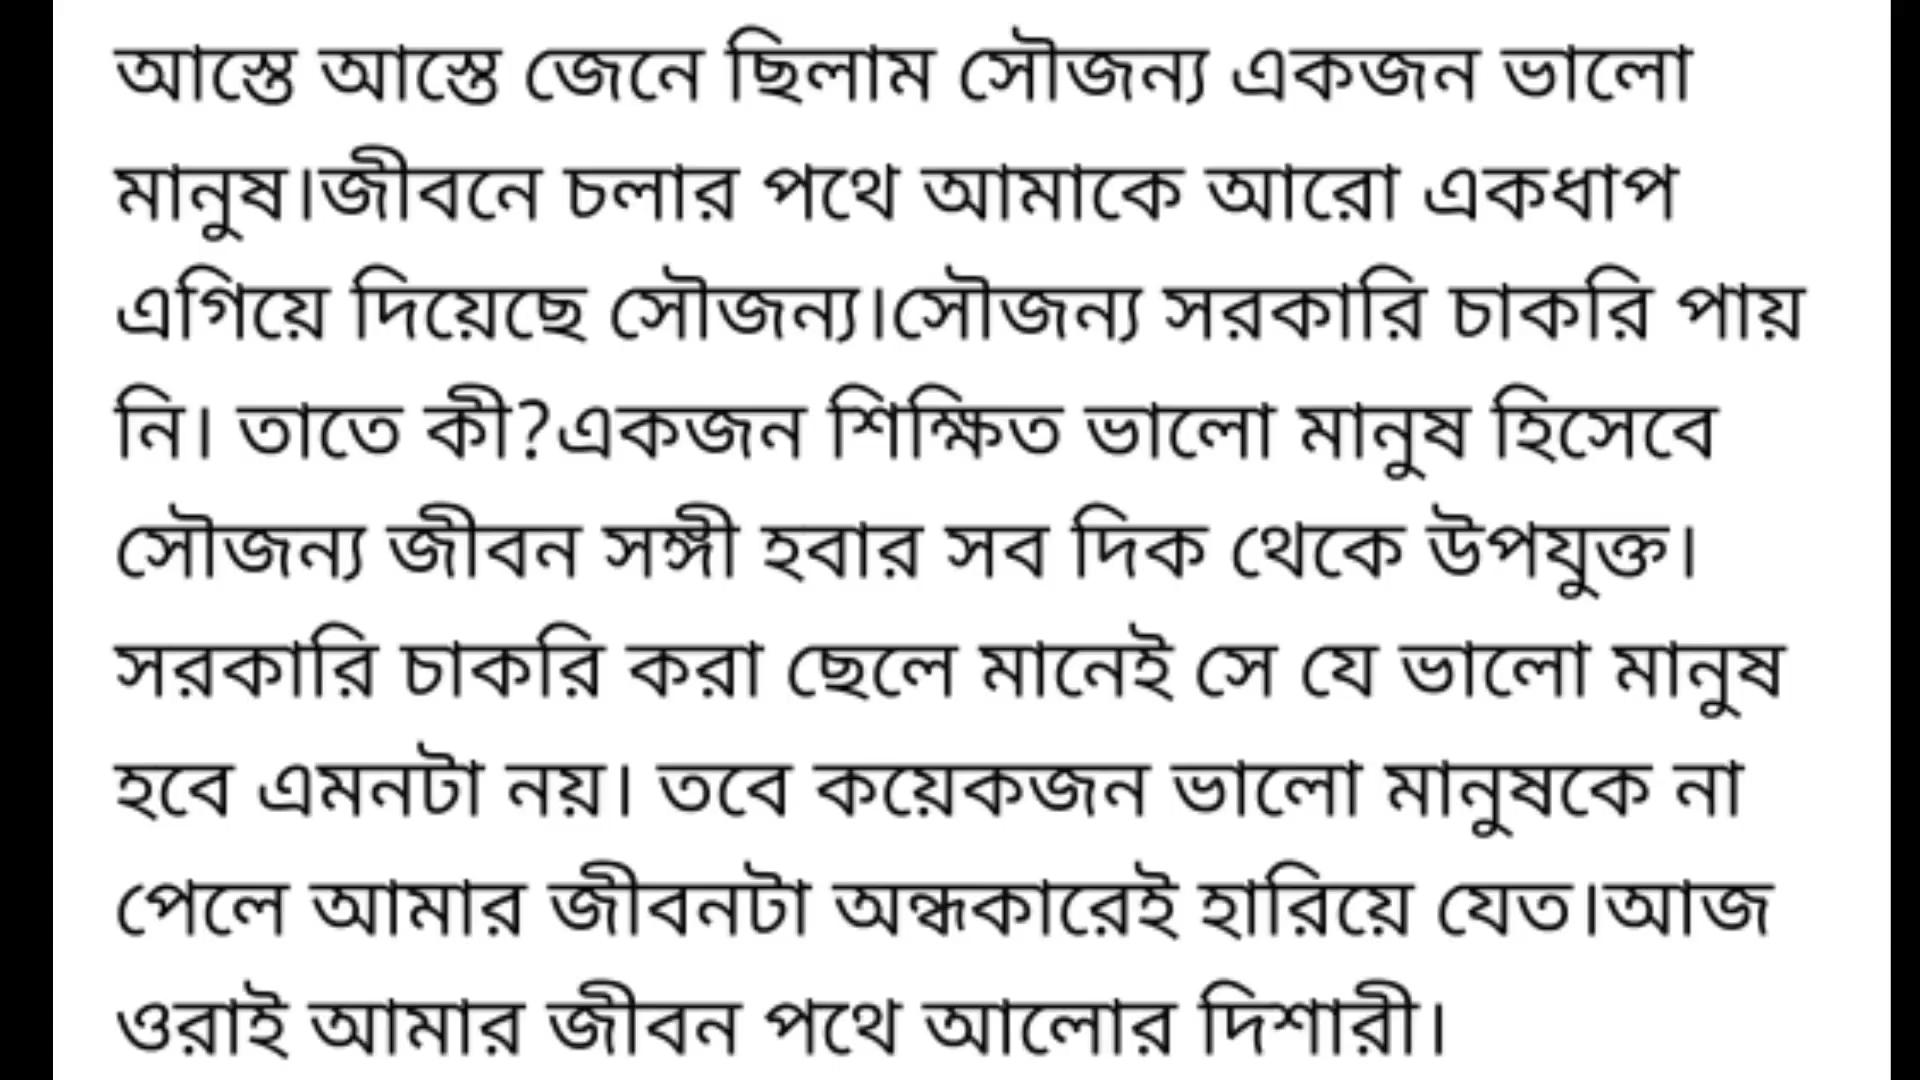 আস্তে আস্তে জেনে ছিলাম সৌজন্য একজন ভালো
মানুষ।জীবনে চলার পথে আমাকে আরো একধাপ
এগিয়ে দিয়েছে সৌজন্য।সৌজন্য সরকারি চাকরি পায়
নি। তাতে কী?একজন শিক্ষিত ভালো মানুষ হিসেবে
সৌজন্য জীবন সঙ্গী হবার সব দিক থেকে উপযুক্ত।
সরকারি চাকরি করা ছেলে মানেই সে যে ভালো মানুষ
হবে এমনটা নয়। তবে কয়েকজন ভালো মানুষকে না
পেলে আমার জীবনটা অন্ধকারেই হারিয়ে যেত।আজ
ওরাই আমার জীবন পথে আলোর দিশারী।